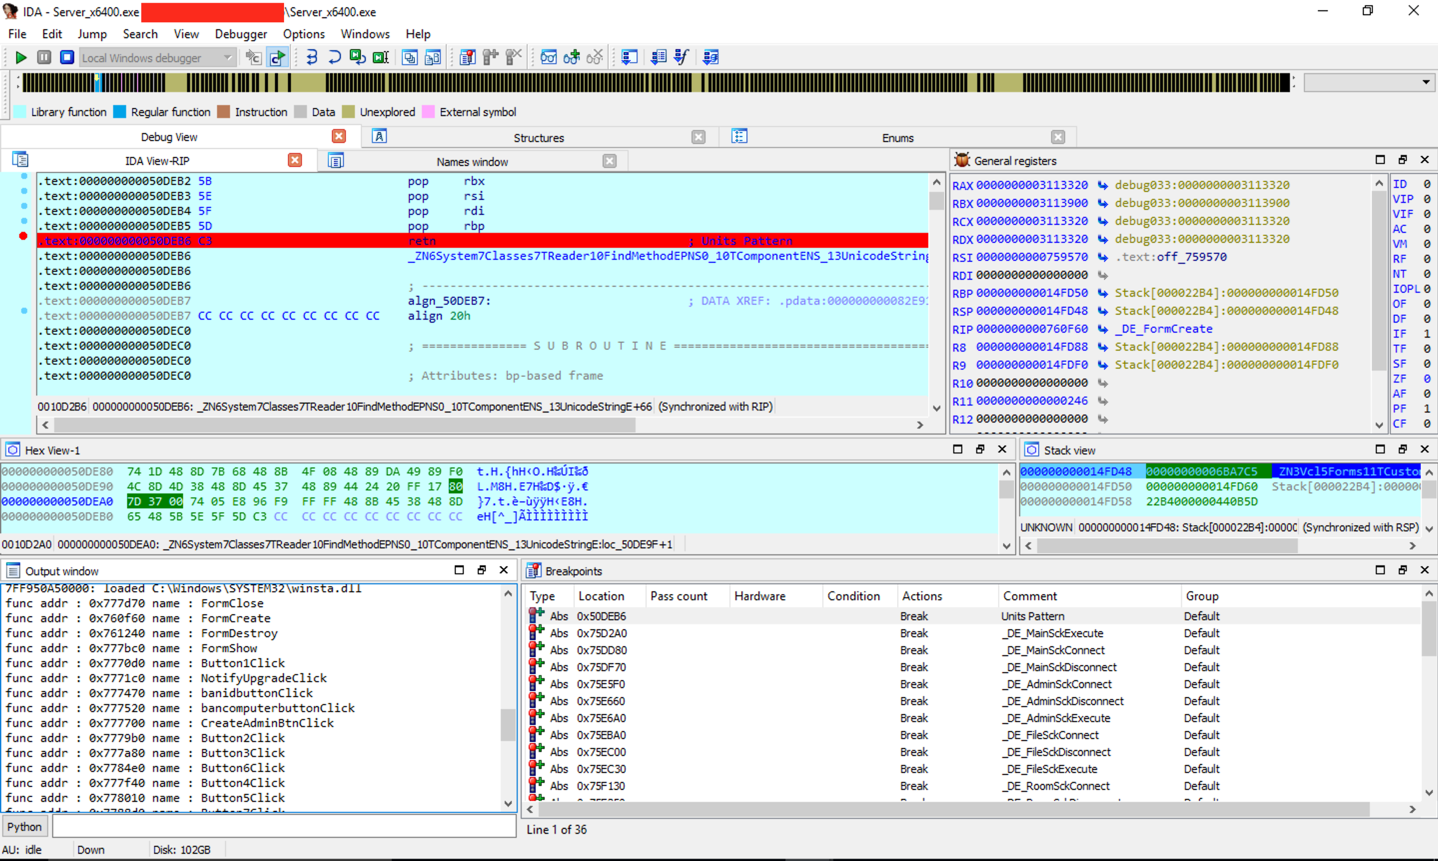 IDA - Server_x6400.exe \Server_x6400.exe
File Edit Jump Search View Debugger Options Windows Help
Local Windows debugger
Library function Regular function Instruction Data Unexplored External symbol
Debug View Structures Enums
IDA View-RIP Names window
.text:000000000050DEB2 5B pop rbx
.text:000000000050DEB3 5E pop rsi
.text:000000000050DEB4 5F pop rdi
.text:000000000050DEB5 5D pop rbp
.text:000000000050DEB6 C3 retn ; Units Pattern
.text:000000000050DEB6 _ZN6System7Classes7TReader10FindMethodEPNS0_10TComponentENS_13UnicodeString
.text:000000000050DEB6
.text:000000000050DEB6 ; ---------------------------------------------------------------------------
.text:000000000050DEB7 algn_50DEB7: ; DATA XREF: .pdata:000000000082E91
.text:000000000050DEB7 CC CC CC CC CC CC CC CC CC align 20h
.text:000000000050DEC0
.text:000000000050DEC0 ; =============== S U B R O U T I N E =======================================
.text:000000000050DEC0
.text:000000000050DEC0 ; Attributes: bp-based frame
0010D2B6 000000000050DEB6: _ZN6System7Classes7TReader10FindMethodEPNS0_10TComponentENS_13UnicodeStringE+66 (Synchronized with RIP)
General registers
RAX 0000000003113320 debug033:0000000003113320
RBX 0000000003113900 debug033:0000000003113900
RCX 0000000003113320 debug033:0000000003113320
RDX 0000000003113320 debug033:0000000003113320
RSI 0000000000759570 .text:off_759570
RDI 0000000000000000
RBP 000000000014FD50 Stack[000022B4]:000000000014FD50
RSP 000000000014FD48 Stack[000022B4]:000000000014FD48
RIP 0000000000760F60 _DE_FormCreate
R8 000000000014FD88 Stack[000022B4]:000000000014FD88
R9 000000000014FDF0 Stack[000022B4]:000000000014FDF0
R10 0000000000000000
R11 0000000000000246
R12 0000000000000000
ID 0
VIP 0
VIF 0
AC 0
VM 0
RF 0
NT 0
IOPL 0
OF 0
DF 0
IF 1
TF 0
SF 0
ZF 0
AF 0
PF 1
CF 0
Hex View-1
000000000050DE80 74 1D 48 8D 7B 68 48 8B 4F 08 48 89 DA 49 89 F0 t.H.{hH‹O.H‰ÚI‰ð
000000000050DE90 4C 8D 4D 38 48 8D 45 37 48 89 44 24 20 FF 17 80 L.M8H.E7H‰D$·ÿ.€
000000000050DEA0 7D 37 00 74 05 E8 96 F9 FF FF 48 8B 45 38 48 8D }7.t.è–ùÿÿH‹E8H.
000000000050DEB0 65 48 5B 5E 5F 5D C3 CC CC CC CC CC CC CC CC CC eH[^_]ÃÌÌÌÌÌÌÌÌÌ
0010D2A0 000000000050DEA0: _ZN6System7Classes7TReader10FindMethodEPNS0_10TComponentENS_13UnicodeStringE:loc_50DE9F+1
Stack view
000000000014FD48 00000000006BA7C5 _ZN3Vcl5Forms11TCustom
000000000014FD50 000000000014FD60 Stack[000022B4]:00000
000000000014FD58 22B4000000440B5D
UNKNOWN 000000000014FD48: Stack[000022B4]:00000 (Synchronized with RSP)
Output window
7FF950A50000: loaded C:\Windows\SYSTEM32\winsta.dll
func addr : 0x777d70 name : FormClose
func addr : 0x760f60 name : FormCreate
func addr : 0x761240 name : FormDestroy
func addr : 0x777bc0 name : FormShow
func addr : 0x7770d0 name : Button1Click
func addr : 0x7771c0 name : NotifyUpgradeClick
func addr : 0x777470 name : banidbuttonClick
func addr : 0x777520 name : bancomputerbuttonClick
func addr : 0x777700 name : CreateAdminBtnClick
func addr : 0x7779b0 name : Button2Click
func addr : 0x777a80 name : Button3Click
func addr : 0x7784e0 name : Button6Click
func addr : 0x777f40 name : Button4Click
func addr : 0x778010 name : Button5Click
Python
Breakpoints
Type Location Pass count Hardware Condition Actions Comment Group
Abs 0x50DEB6 Break Units Pattern Default
Abs 0x75D2A0 Break _DE_MainSckExecute Default
Abs 0x75DD80 Break _DE_MainSckConnect Default
Abs 0x75DF70 Break _DE_MainSckDisconnect Default
Abs 0x75E5F0 Break _DE_AdminSckConnect Default
Abs 0x75E660 Break _DE_AdminSckDisconnect Default
Abs 0x75E6A0 Break _DE_AdminSckExecute Default
Abs 0x75EBA0 Break _DE_FileSckConnect Default
Abs 0x75EC00 Break _DE_FileSckDisconnect Default
Abs 0x75EC30 Break _DE_FileSckExecute Default
Abs 0x75F130 Break _DE_RoomSckConnect Default
Line 1 of 36
AU: idle Down Disk: 102GB